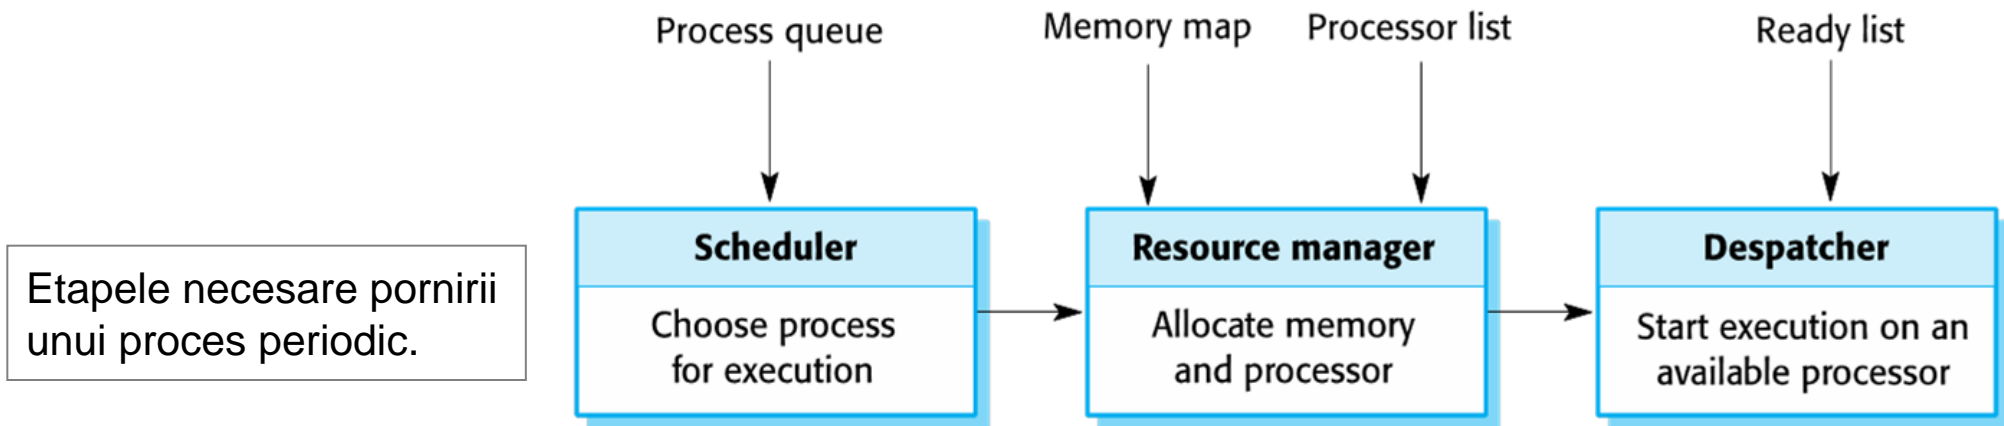 Process queue
Memory map
Processor list
Ready list
Etapele necesare pornirii
unui proces periodic.
Scheduler
Choose process
for execution
Resource manager
Allocate memory
and processor
Despatcher
Start execution on an
available processor